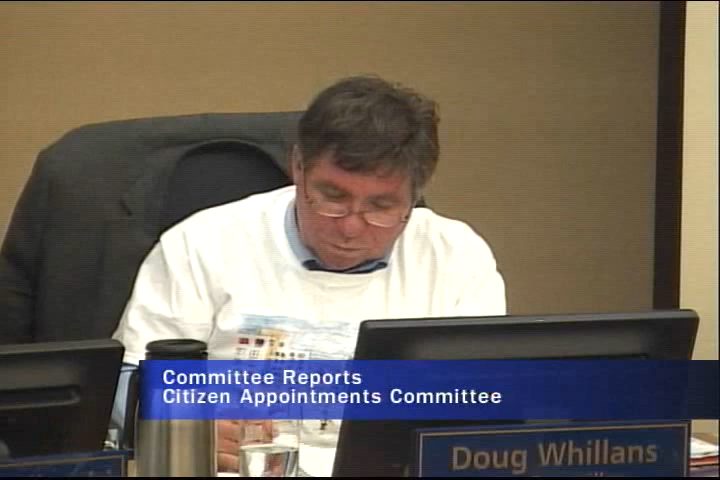 Committee Reports
Citizen Appointments Committee
Doug Whillans